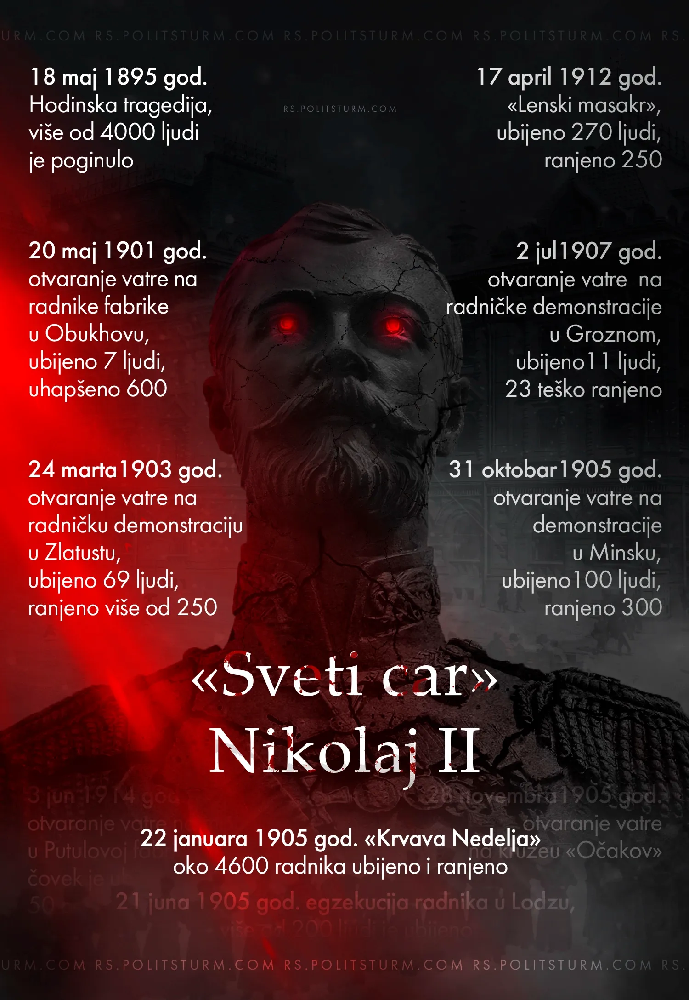 URM.COM RS.POLITSTURM.COM RS.POLITSTURM.COM RS.POLITSTURM.COM RS.
RS.POLITSTURM.COM
18 maj 1895 god.
Hodinska tragedija,
više od 4000 ljudi
je poginulo
20 maj 1901 god.
otvaranje vatre na
radnike fabrike
u Obukhovu,
ubijeno 7 ljudi,
uhapšeno 600
24 marta1903 god.
otvaranje vatre na
radničku demonstraciju
u Zlatustu,
ubijeno 69 ljudi,
ranjeno više od 250
17 april 1912 god.
«Lenski masakr»,
ubijeno 270 ljudi,
ranjeno 250
2 jul1907 god.
otvaranje vatre  na
radničke demonstracije
u Groznom,
ubijeno11 ljudi,
23 teško ranjeno
31 oktobar1905 god.
otvaranje vatre na
demonstracije
u Minsku,
ubijeno100 ljudi,
ranjeno 300
«Sveti car»
Nikolaj II
3 jun 1914 god.
otvaranje vatre na
u Putulovoj
čovek je
50
28 novembra1905 god.
otvaranje vatre
na kruzeu «Očakov»
22 januara 1905 god. «Krvava Nedelja»
oko 4600 radnika ubijeno i ranjeno
21 juna 1905 god. egzekucija radnika u Lodzu,
više od 200 ljudi je ubijeno
URM.COM RS.POLITSTURM.COM RS.POLITSTURM.COM RS.POLITSTURM.COM RS.